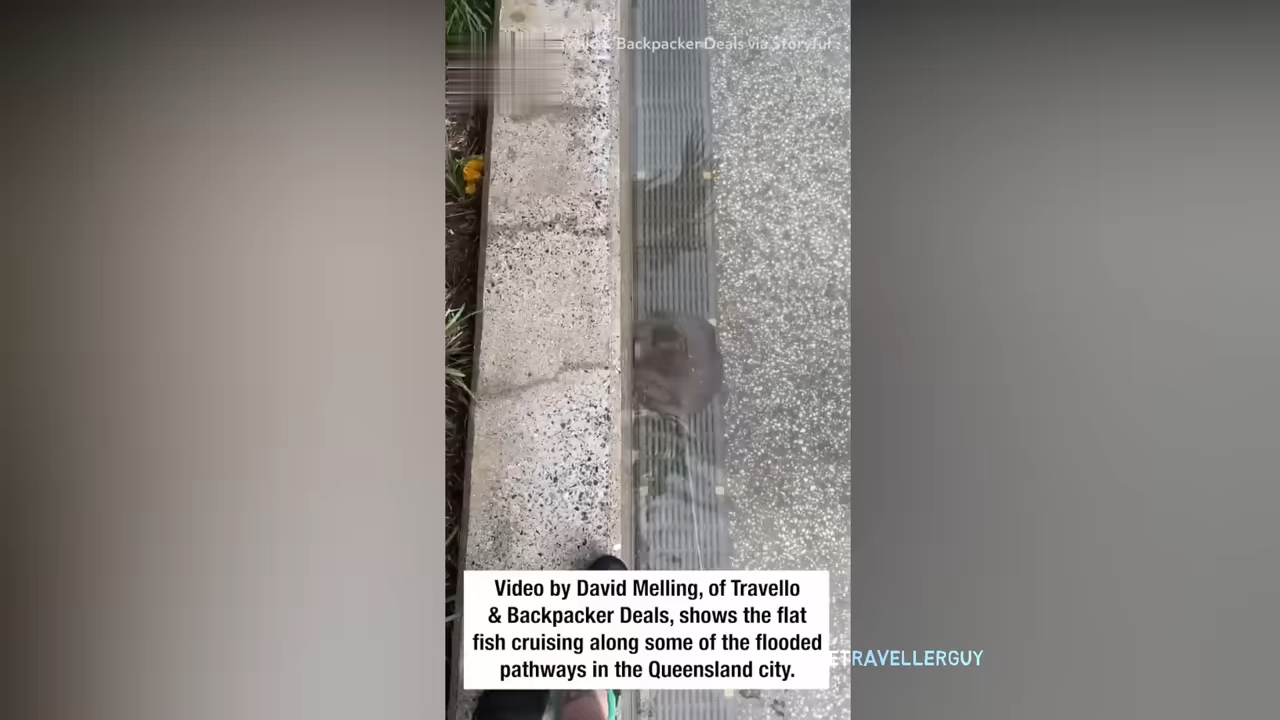 & Backpacker Deals via Storyful
Video by David Melling, of Travello
& Backpacker Deals, shows the flat
fish cruising along some of the flooded
pathways in the Queensland city.
TRAVELLERGUY